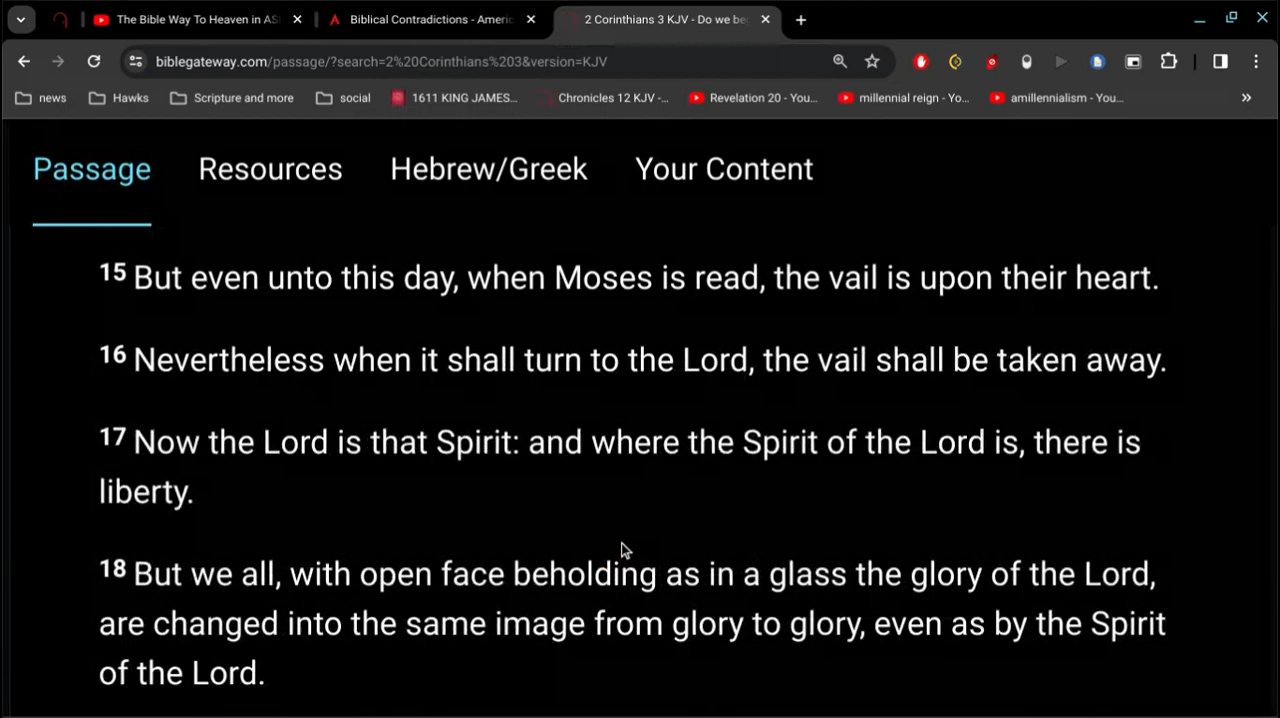 The Bible Way To Heaven in AS
Biblical Contradictions - Americ
2 Corinthians 3 KJV - Do we be
biblegateway.com/passage/?search=2%20Corinthians%203&version=KJV
news
Hawks
Scripture and more
social
1611 KING JAMES...
Chronicles 12 KJV -...
Revelation 20 - You...
millennial reign - Yo...
amillennialism - You...
Passage
Resources
Hebrew/Greek
Your Content
15 But even unto this day, when Moses is read, the vail is upon their heart.
16 Nevertheless when it shall turn to the Lord, the vail shall be taken away.
17 Now the Lord is that Spirit: and where the Spirit of the Lord is, there is
liberty.
18 But we all, with open face beholding as in a glass the glory of the Lord,
are changed into the same image from glory to glory, even as by the Spirit
of the Lord.